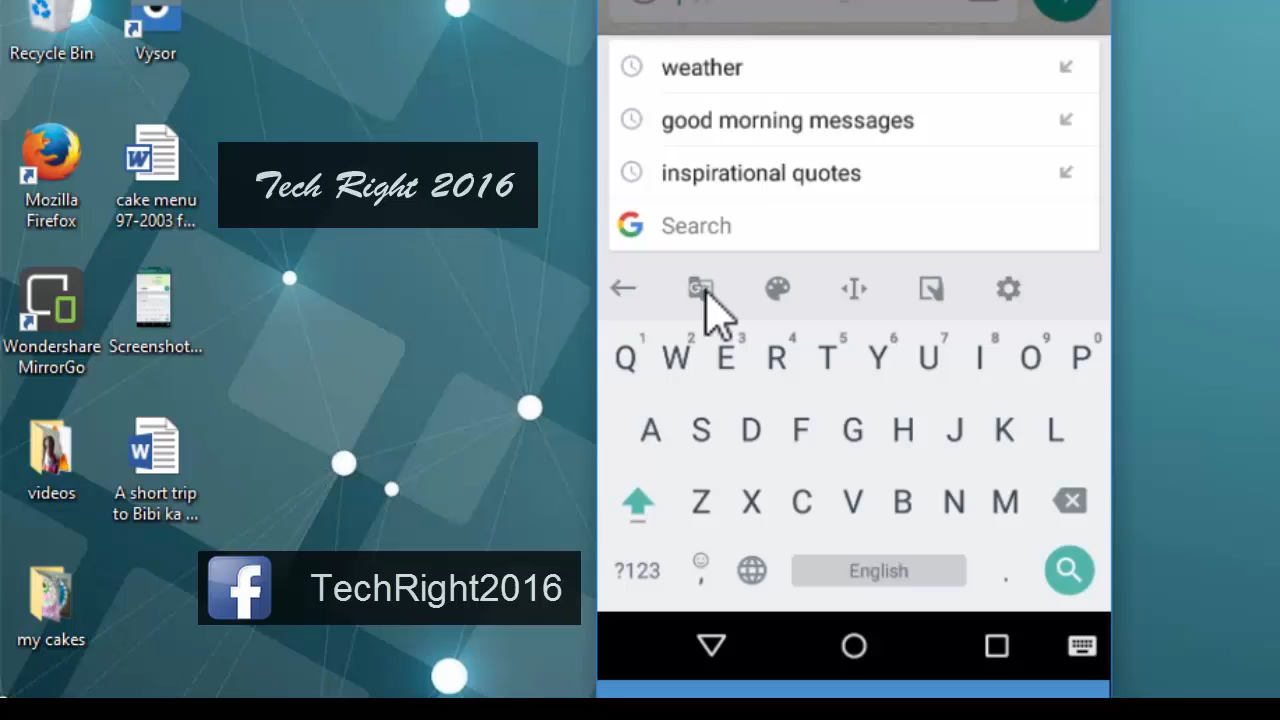 Recycle Bin
Vysor
Mozilla
Firefox
cake menu
97-2003 f...
Wondershare
MirrorGo
Screenshot...
videos
A short trip
to Bibi ka ...
my cakes
Tech Right 2016
TechRight2016
weather
good morning messages
inspirational quotes
G Search
G
1 2 3 4 5 6 7 8 9 0
Q W E R T Y U I O P
A S D F G H J K L
Z X C V B N M
?123 , English .